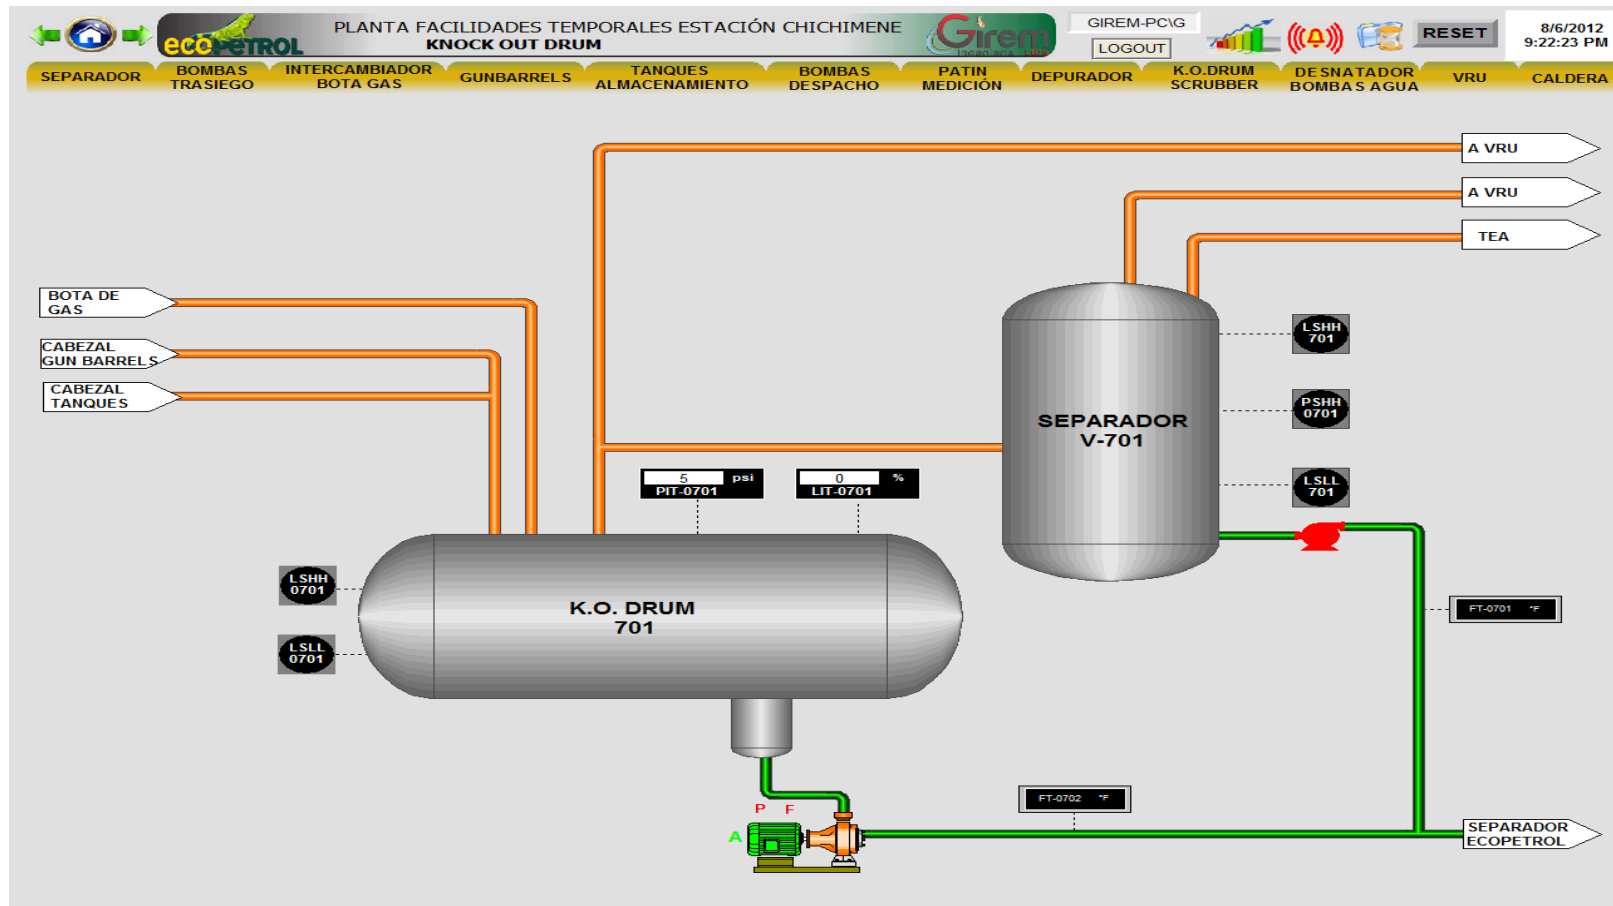 PLANTA FACILIDADES TEMPORALES ESTACIÓN CHICHIMENE
KNOCK OUT DRUM
ecoPETROL
Girem
Ingeniería Ltda
GIREM-PC\G
LOGOUT
RESET
8/6/2012
9:22:23 PM
SEPARADOR
BOMBAS
TRASIEGO
INTERCAMBIADOR
BOTA GAS
GUNBARRELS
TANQUES
ALMACENAMIENTO
BOMBAS
DESPACHO
PATIN
MEDICIÓN
DEPURADOR
K.O.DRUM
SCRUBBER
DESNATADOR
BOMBAS AGUA
VRU
CALDERA
A VRU
A VRU
TEA
BOTA DE
GAS
CABEZAL
GUN BARRELS
CABEZAL
TANQUES
LSHH
701
PSHH
0701
LSLL
701
SEPARADOR
V-701
5 psi
PIT-0701
0 %
LIT-0701
LSHH
0701
LSLL
0701
K.O. DRUM
701
FT-0701 °F
FT-0702 °F
P F
A
SEPARADOR
ECOPETROL